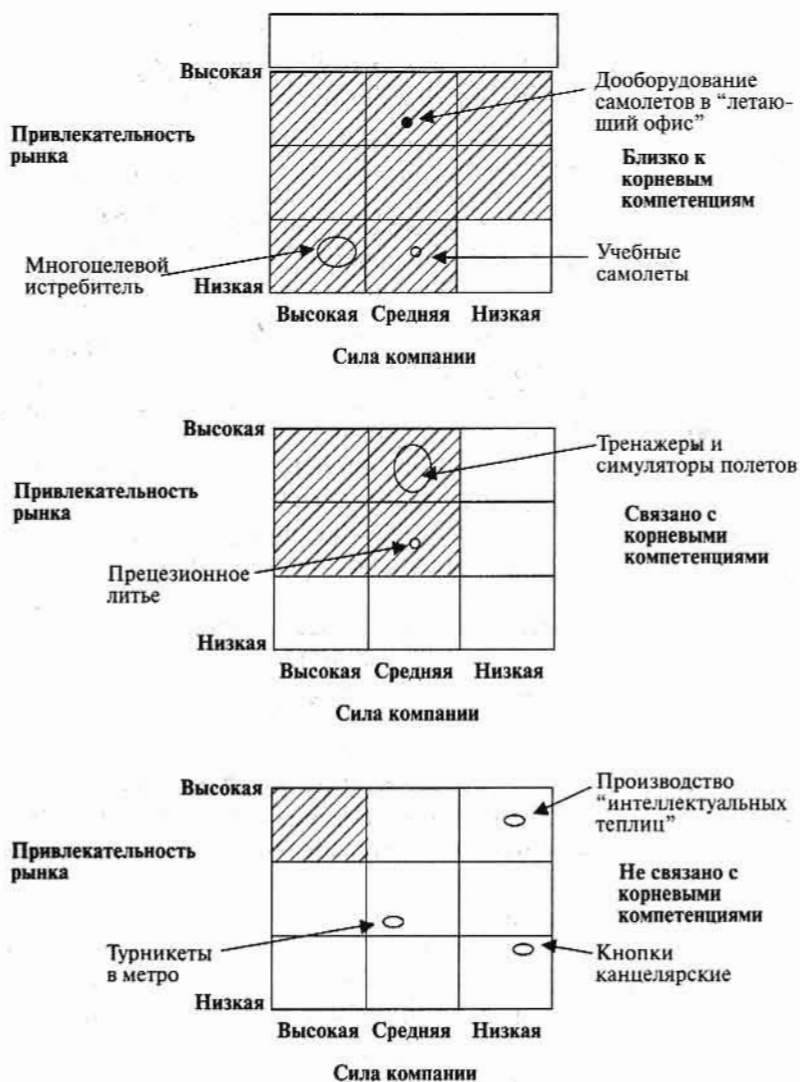 Высокая
Дооборудование
самолетов в “летаю-
щий офис”
Привлекательность
рынка
Близко к
корневым
компетенциям
Многоцелевой
истребитель
Учебные
самолеты
Низкая
Высокая Средняя Низкая
Сила компании
Высокая
Тренажеры и
симуляторы полетов
Привлекательность
рынка
Связано с
корневыми
компетенциями
Прецезионное
литье
Низкая
Высокая Средняя Низкая
Сила компании
Высокая
Производство
“интеллектуальных
теплиц”
Привлекательность
рынка
Не связано с
корневыми
компетенциями
Турникеты
в метро
Кнопки
канцелярские
Низкая
Высокая Средняя Низкая
Сила компании